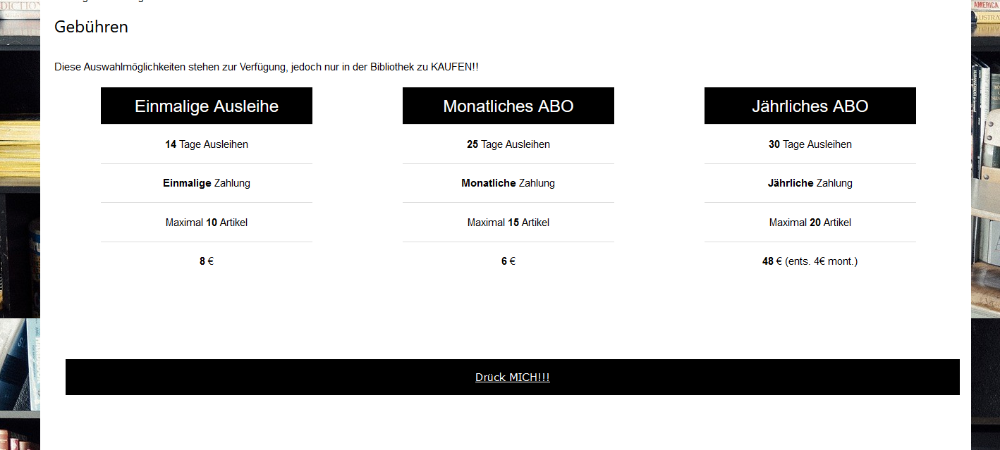 Gebühren
Diese Auswahlmöglichkeiten stehen zur Verfügung, jedoch nur in der Bibliothek zu KAUFEN!!
Einmalige Ausleihe
14 Tage Ausleihen
Einmalige Zahlung
Maximal 10 Artikel
8 €
Monatliches ABO
25 Tage Ausleihen
Monatliche Zahlung
Maximal 15 Artikel
6 €
Jährliches ABO
30 Tage Ausleihen
Jährliche Zahlung
Maximal 20 Artikel
48 € (ents. 4€ mont.)
Drück MICH!!!
AMERICA